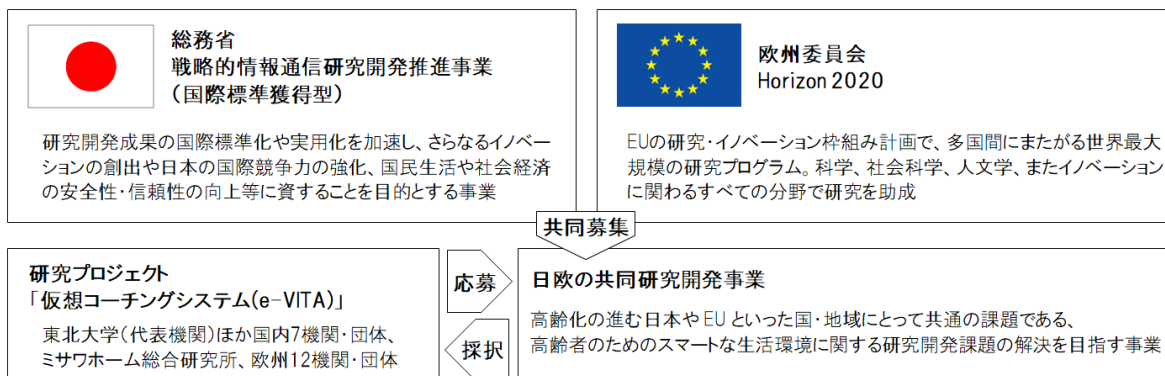 総務省
戦略的情報通信研究開発推進事業
（国際標準獲得型）
研究開発成果の国際標準化や実用化を加速し、さらなるイノベー
ションの創出や日本の国際競争力の強化、国民生活や社会経済
の安全性・信頼性の向上等に資することを目的とする事業
欧州委員会
Horizon 2020
EUの研究・イノベーション枠組み計画で、多国間にまたがる世界最大
規模の研究プログラム。科学、社会科学、人文学、またイノベーション
に関わるすべての分野で研究を助成
共同募集
研究プロジェクト
「仮想コーチングシステム(e-VITA)」
東北大学（代表機関）ほか国内7機関・団体、
ミサワホーム総合研究所、欧州12機関・団体
応募
採択
日欧の共同研究開発事業
高齢化の進む日本や EU といった国・地域にとって共通の課題である、
高齢者のためのスマートな生活環境に関する研究開発課題の解決を目指す事業